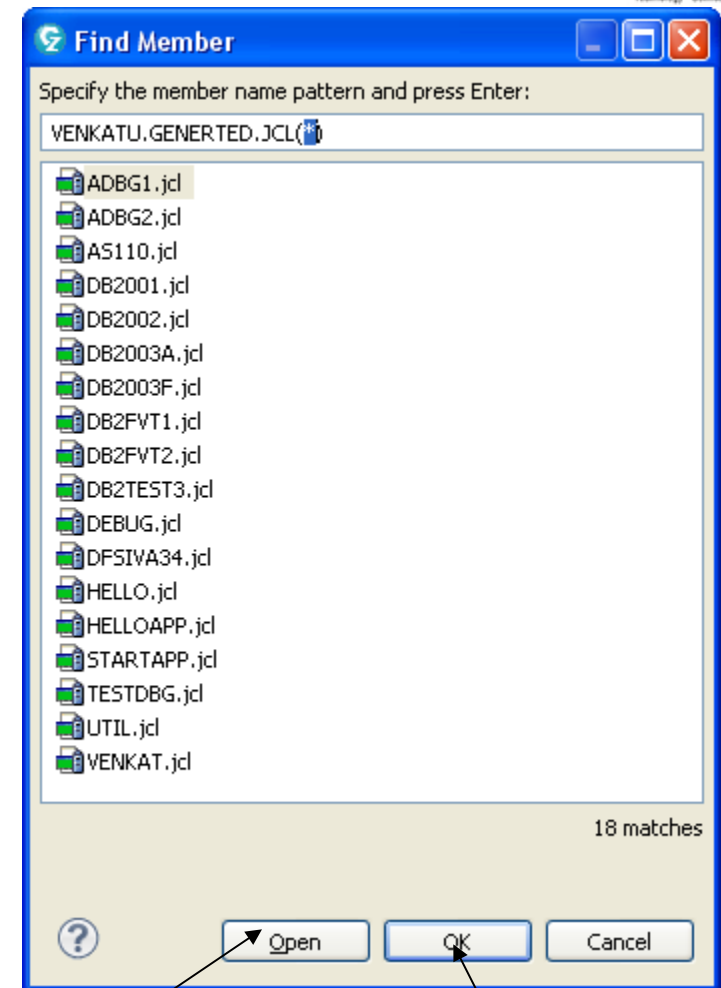 Find Member
Specify the member name pattern and press Enter:
VENKATU.GENERTED.JCL(*)
ADBG1.jcl
ADBG2.jcl
AS110.jcl
DB2001.jcl
DB2002.jcl
DB2003A.jcl
DB2003F.jcl
DB2FVT1.jcl
DB2FVT2.jcl
DB2TEST3.jcl
DEBUG.jcl
DFSIVA34.jcl
HELLO.jcl
HELLOAPP.jcl
STARTAPP.jcl
TESTDBG.jcl
UTIL.jcl
VENKAT.jcl
18 matches
? Open OK Cancel